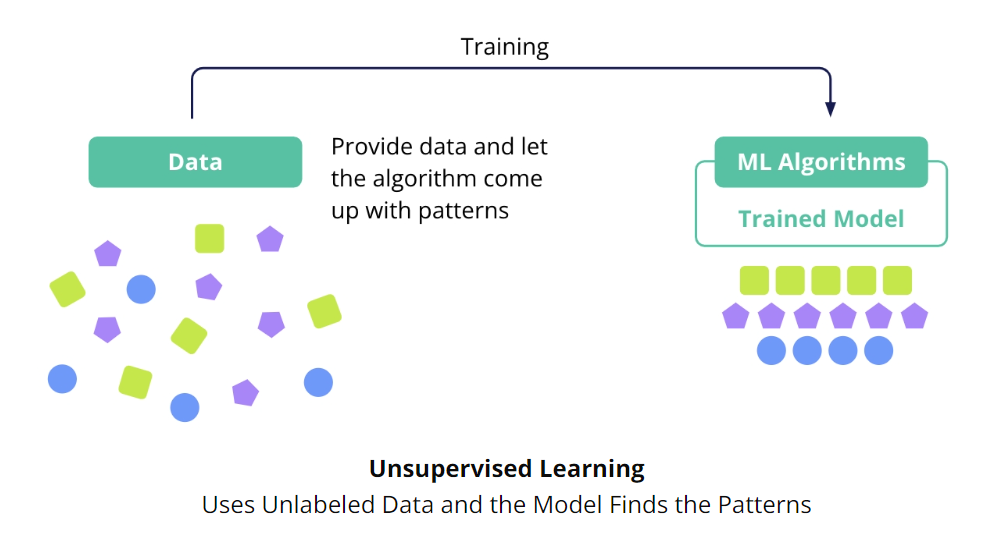 Training
Data
Provide data and let
the algorithm come
up with patterns
ML Algorithms
Trained Model
Unsupervised Learning
Uses Unlabeled Data and the Model Finds the Patterns